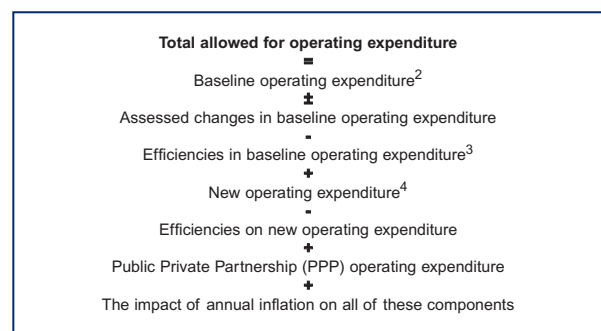 Total allowed for operating expenditure
=
Baseline operating expenditure²
±
Assessed changes in baseline operating expenditure
-
Efficiencies in baseline operating expenditure³
+
New operating expenditure⁴
-
Efficiencies on new operating expenditure
+
Public Private Partnership (PPP) operating expenditure
+
The impact of annual inflation on all of these components